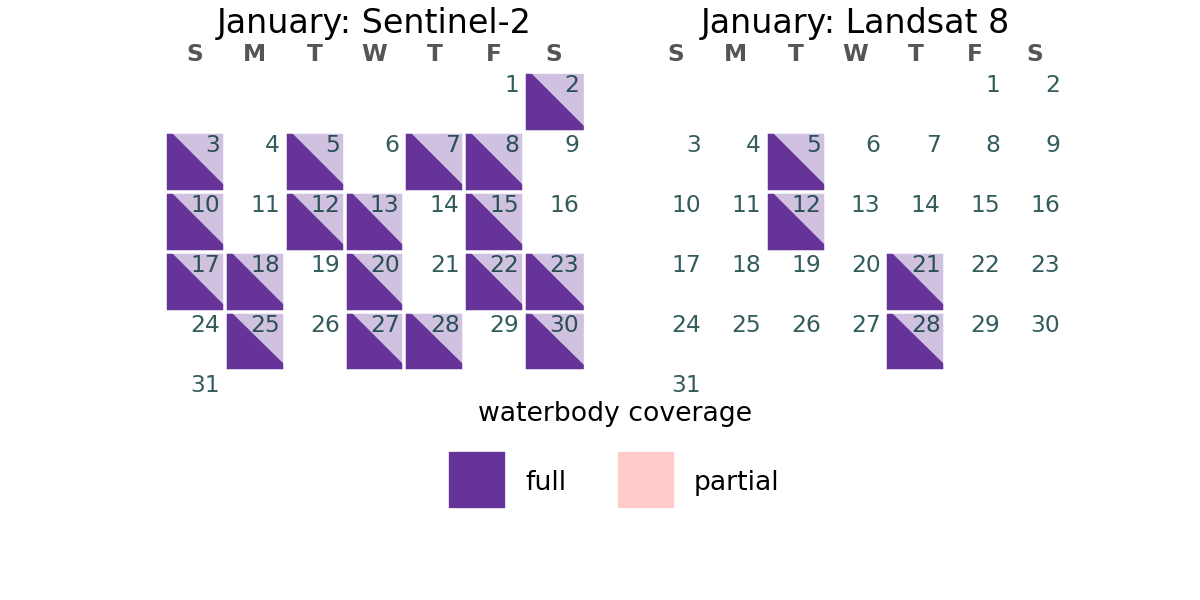 January: Sentinel-2
S M T W T F S
1 2
3 4 5 6 7 8 9
10 11 12 13 14 15 16
17 18 19 20 21 22 23
24 25 26 27 28 29 30
31
January: Landsat 8
S M T W T F S
1 2
3 4 5 6 7 8 9
10 11 12 13 14 15 16
17 18 19 20 21 22 23
24 25 26 27 28 29 30
31
waterbody coverage
full partial